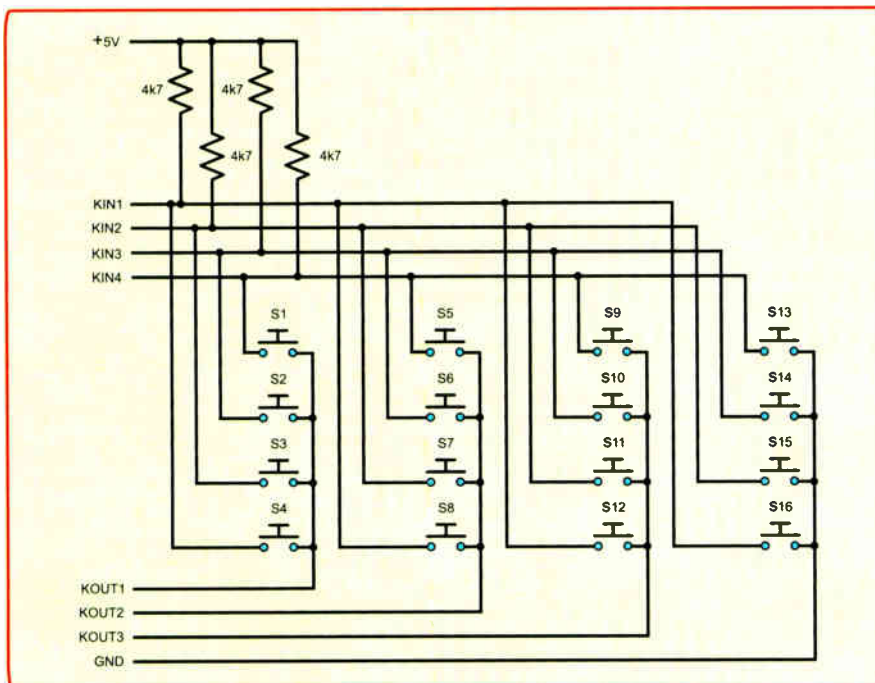 +5V
4k7 4k7
4k7 4k7
KIN1
KIN2
KIN3
KIN4
S1 S5 S9 S13
S2 S6 S10 S14
S3 S7 S11 S15
S4 S8 S12 S16
KOUT1
KOUT2
KOUT3
GND